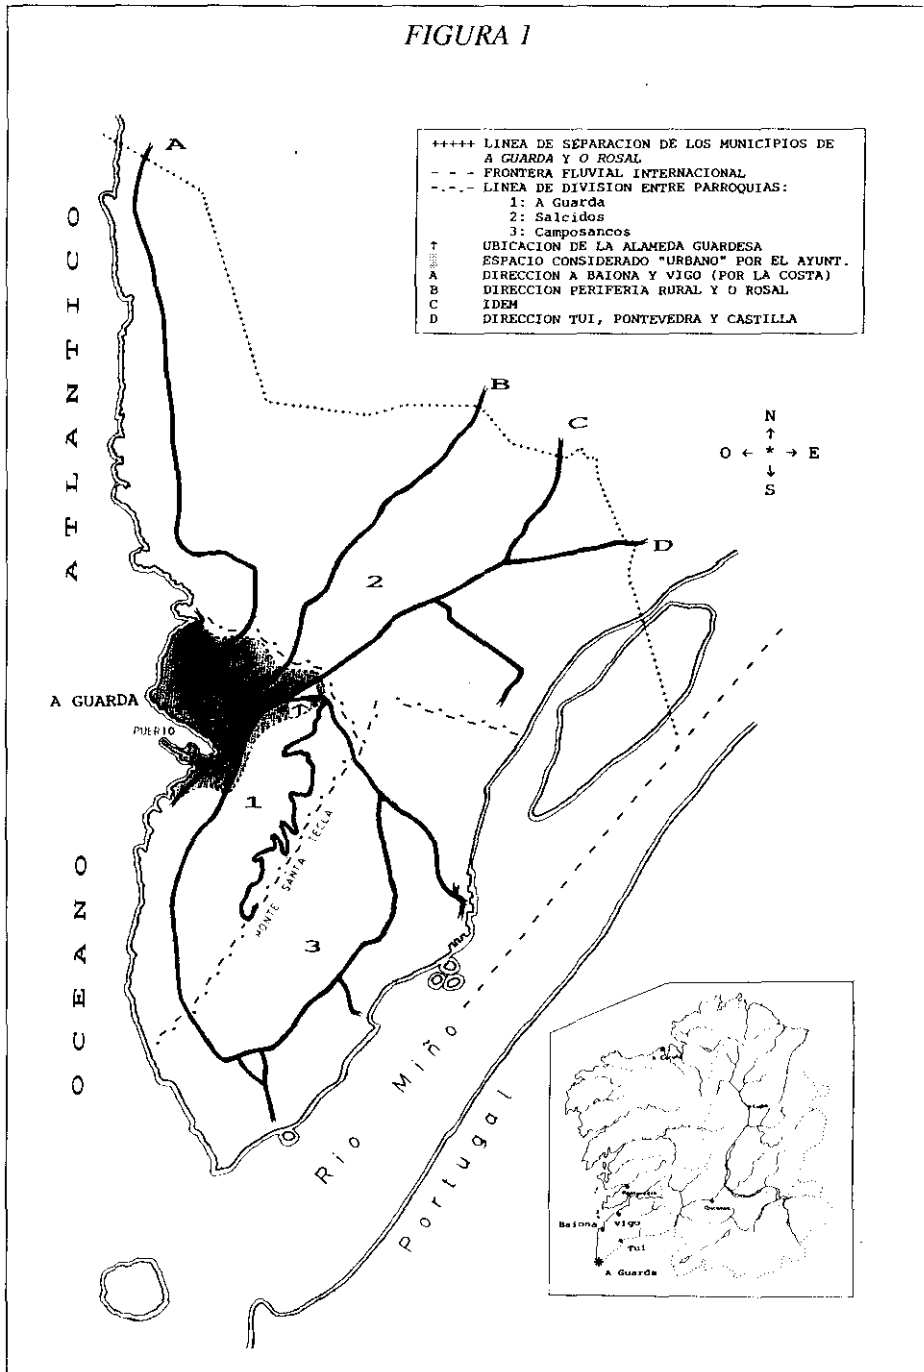 FIGURA 1
+++++ LINEA DE SEPARACION DE LOS MUNICIPIOS DE
A GUARDA Y O ROSAL
- - - FRONTERA FLUVIAL INTERNACIONAL
-.-.- LINEA DE DIVISION ENTRE PARROQUIAS:
1: A Guarda
2: Salcidos
3: Camposancos
↑ UBICACION DE LA ALAMEDA GUARDESA
ESPACIO CONSIDERADO "URBANO" POR EL AYUNT.
A DIRECCION A BAIONA Y VIGO (POR LA COSTA)
B DIRECCION PERIFERIA RURAL Y O ROSAL
C IDEM
D DIRECCION TUI, PONTEVEDRA Y CASTILLA
A
B
C
D
N
↑
O ← * → E
↓
S
OCEANO ATLANTICO
2
A GUARDA
PUERTO
1
MONTE SANTA TECLA
3
Rio Miño
Portugal
Baiona
Vigo
Tui
A Guarda